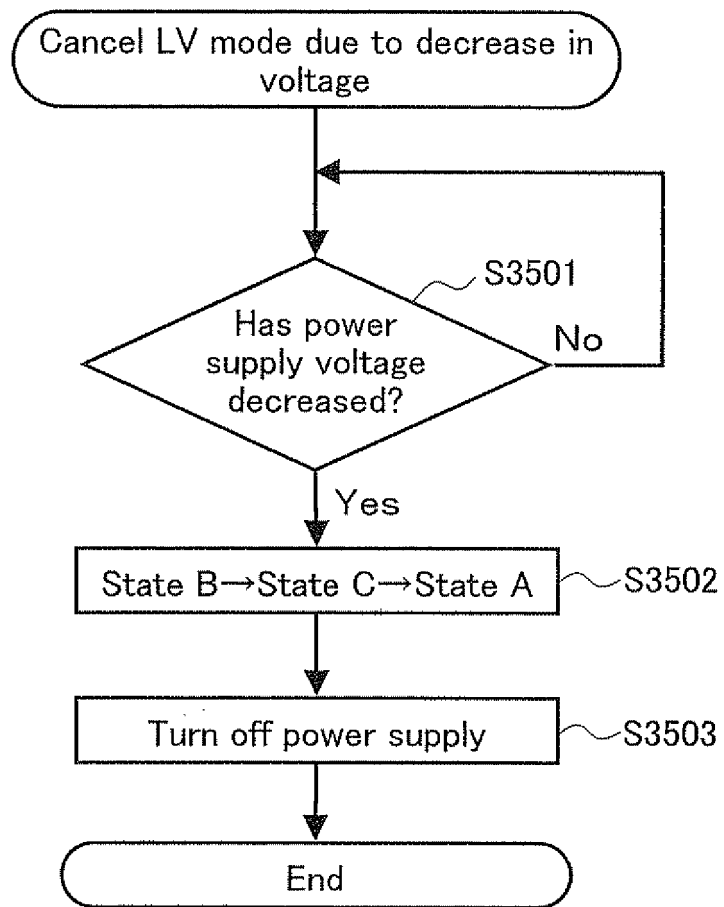 Cancel LV mode due to decrease in
voltage
S3501
Has power
supply voltage
decreased?
No
Yes
State B→State C→State A
S3502
Turn off power supply
S3503
End